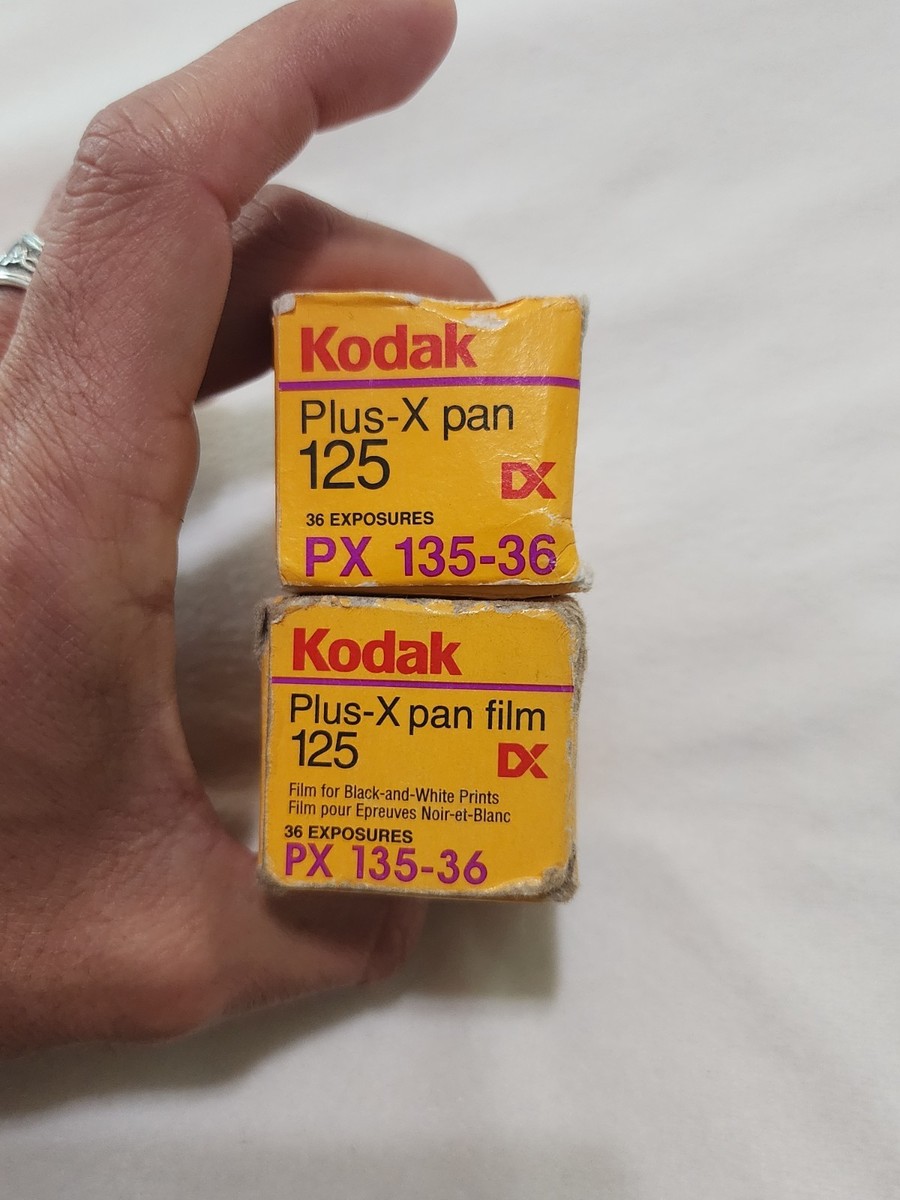 Kodak
Plus-X pan
125
DX
36 EXPOSURES
PX 135-36
Kodak
Plus-X pan film
125
DX
Film for Black-and-White Prints
Film pour Epreuves Noir-et-Blanc
36 EXPOSURES
PX 135-36